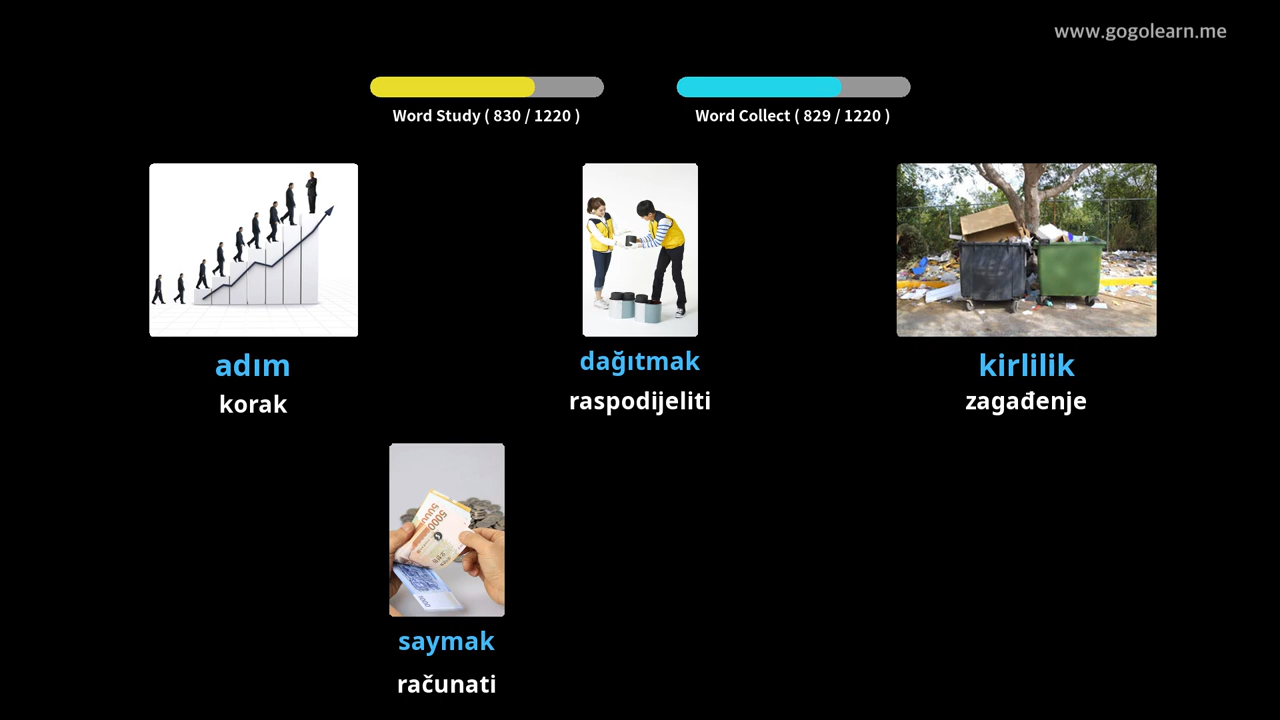 www.gogolearn.me
Word Study ( 830 / 1220 )
Word Collect ( 829 / 1220 )
adım
korak
dağıtmak
raspodijeliti
kirlilik
zagađenje
5000
saymak
računati